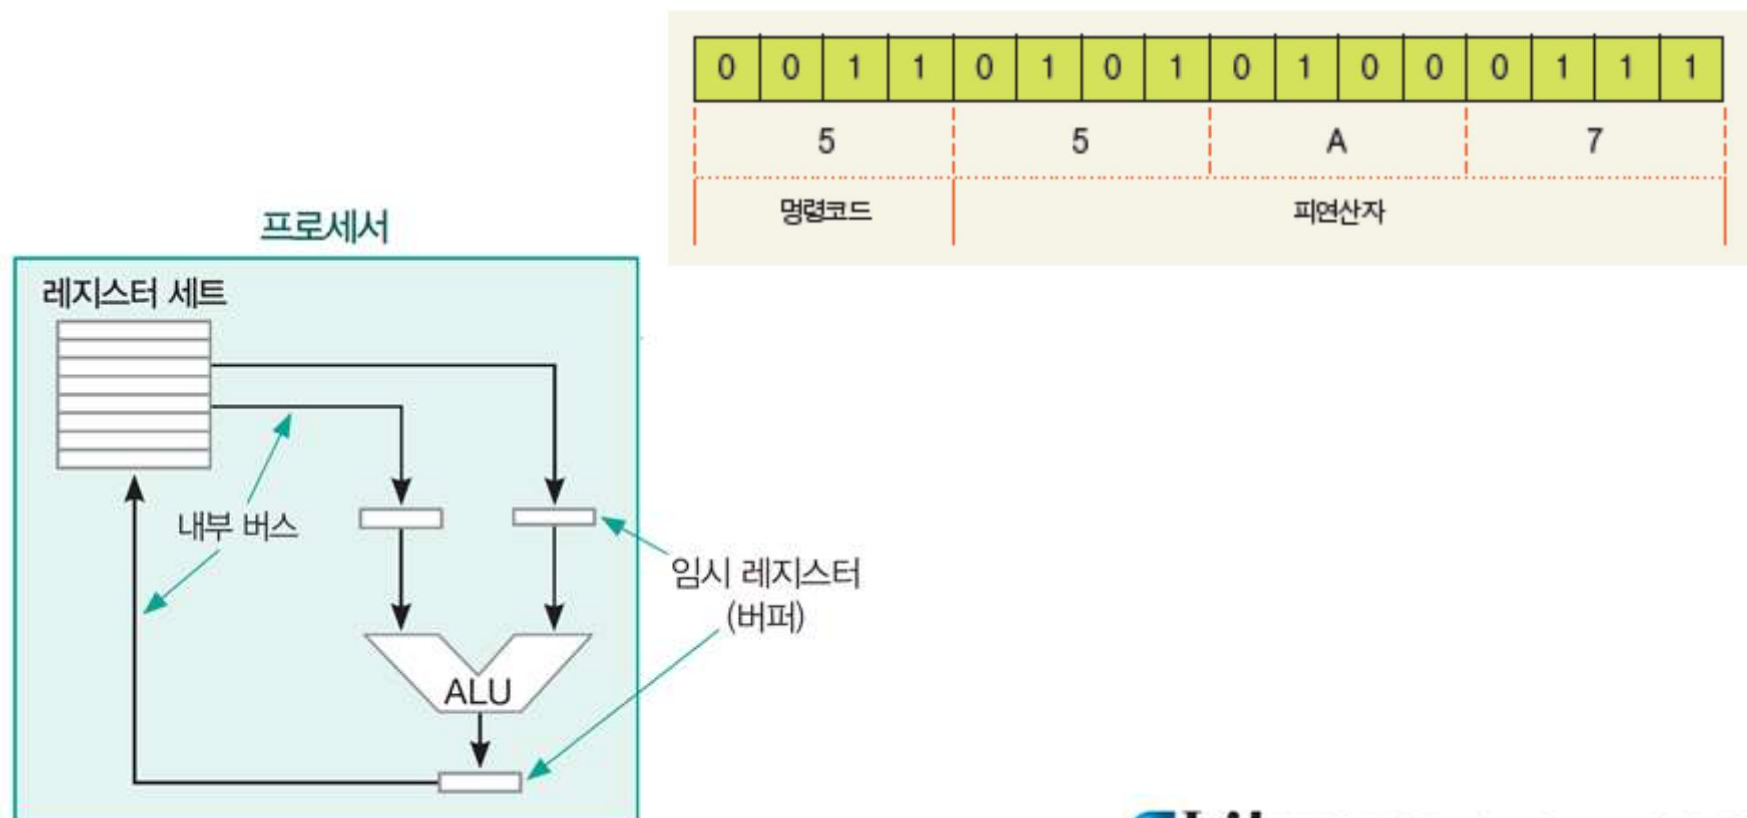 0 0 1 1 0 1 0 1 0 1 0 0 0 1 1 1
5 5 A 7
명령코드 피연산자
프로세서
레지스터 세트
내부 버스
임시 레지스터
(버퍼)
ALU